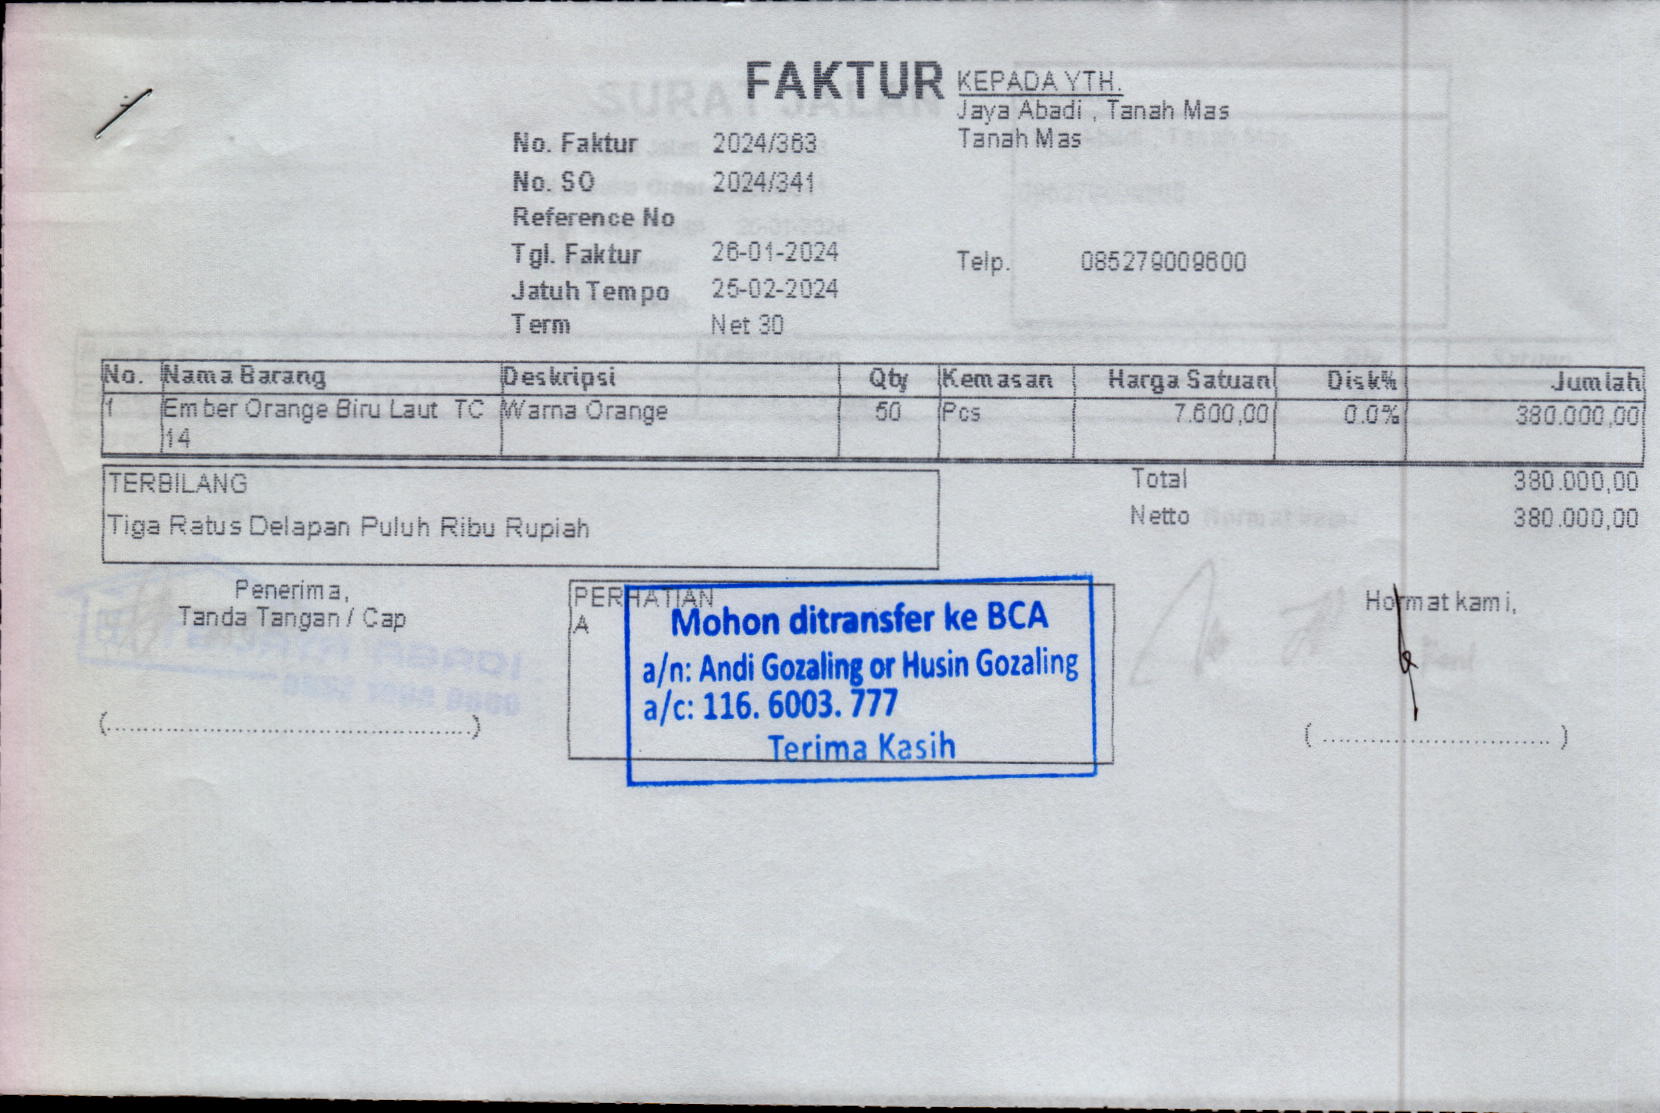 FAKTUR
KEPADA YTH.
Jaya Abadi , Tanah Mas
Tanah Mas
No. Faktur 2024/363
No. SO 2024/341
Reference No
Tgl. Faktur 26-01-2024
Telp. 085279009600
Jatuh Tempo 25-02-2024
Term Net 30
No. Nama Barang Deskripsi Qty Kemasan Harga Satuan Disk% Jumlah
1 Ember Orange Biru Laut TC Warna Orange 50 Pcs 7.600,00 0.0% 380.000,00
14
TERBILANG
Total 380.000,00
Tiga Ratus Delapan Puluh Ribu Rupiah
Netto 380.000,00
Penerima,
Tanda Tangan / Cap
(................................................)
PERHATIAN
A
Mohon ditransfer ke BCA
a/n: Andi Gozaling or Husin Gozaling
a/c: 116. 6003. 777
Terima Kasih
Hormat kami,
( .............................. )
SURAT JALAN